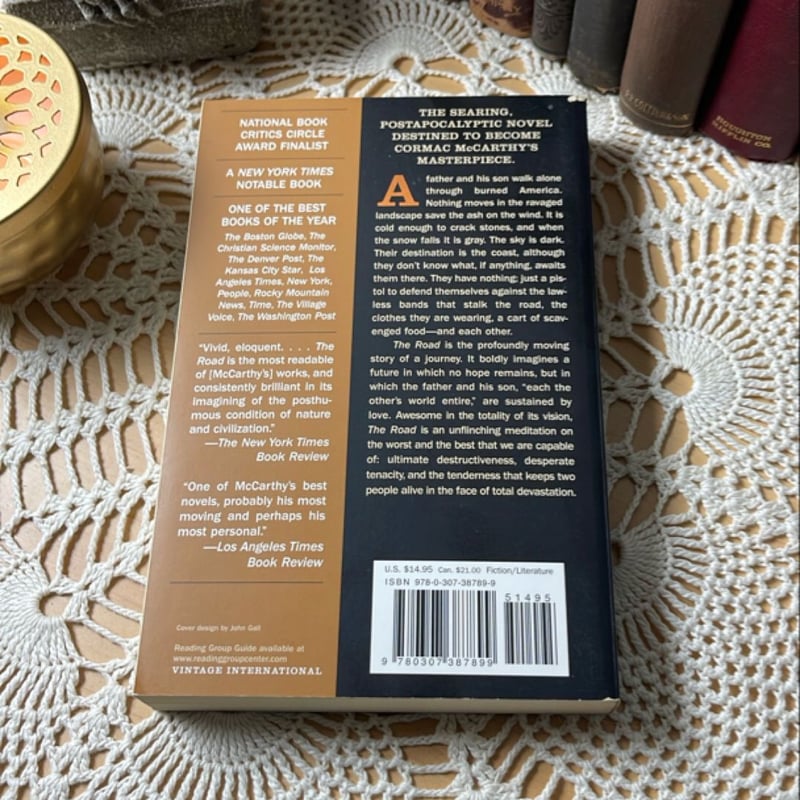 NATIONAL BOOK
CRITICS CIRCLE
AWARD FINALIST
A NEW YORK TIMES
NOTABLE BOOK
ONE OF THE BEST
BOOKS OF THE YEAR
The Boston Globe, The
Christian Science Monitor,
The Denver Post, The
Kansas City Star, Los
Angeles Times, New York,
People, Rocky Mountain
News, Time, The Village
Voice, The Washington Post
“Vivid, eloquent. . . . The
Road is the most readable
of [McCarthy’s] works, and
consistently brilliant in its
imagining of the posthu-
mous condition of nature
and civilization.”
—The New York Times
Book Review
“One of McCarthy’s best
novels, probably his most
moving and perhaps his
most personal.”
—Los Angeles Times
Book Review
Cover design by John Gall
Reading Group Guide available at
www.readinggroupcenter.com
VINTAGE INTERNATIONAL
THE SEARING,
POSTAPOCALYPTIC NOVEL
DESTINED TO BECOME
CORMAC McCARTHY’S
MASTERPIECE.
A father and his son walk alone
through burned America.
Nothing moves in the ravaged
landscape save the ash on the wind. It is
cold enough to crack stones, and when
the snow falls it is gray. The sky is dark.
Their destination is the coast, although
they don’t know what, if anything, awaits
them there. They have nothing; just a pis-
tol to defend themselves against the law-
less bands that stalk the road, the
clothes they are wearing, a cart of scav-
enged food—and each other.
The Road is the profoundly moving
story of a journey. It boldly imagines a
future in which no hope remains, but in
which the father and his son, “each the
other’s world entire,” are sustained by
love. Awesome in the totality of its vision,
The Road is an unflinching meditation on
the worst and the best that we are capable
of: ultimate destructiveness, desperate
tenacity, and the tenderness that keeps two
people alive in the face of total devastation.
U.S. $14.95 Can. $21.00 Fiction/Literature
ISBN 978-0-307-38789-9
51495
9 780307 387899
HOUGHTON
MIFFLIN CO.